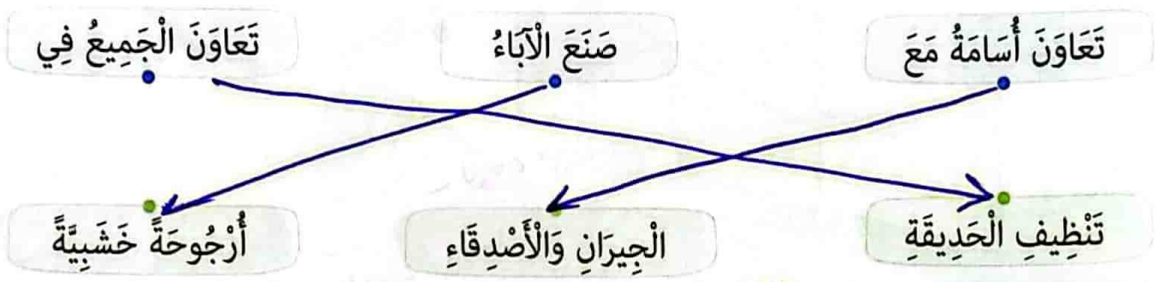 تَعَاوَنَ أُسَامَةُ مَعَ
صَنَعَ الْآبَاءُ
تَعَاوَنَ الْجَمِيعُ فِي
تَنْظِيفِ الْحَدِيقَةِ
الْجِيرَانِ وَالْأَصْدِقَاءِ
أُرْجُوحَةً خَشَبِيَّةً